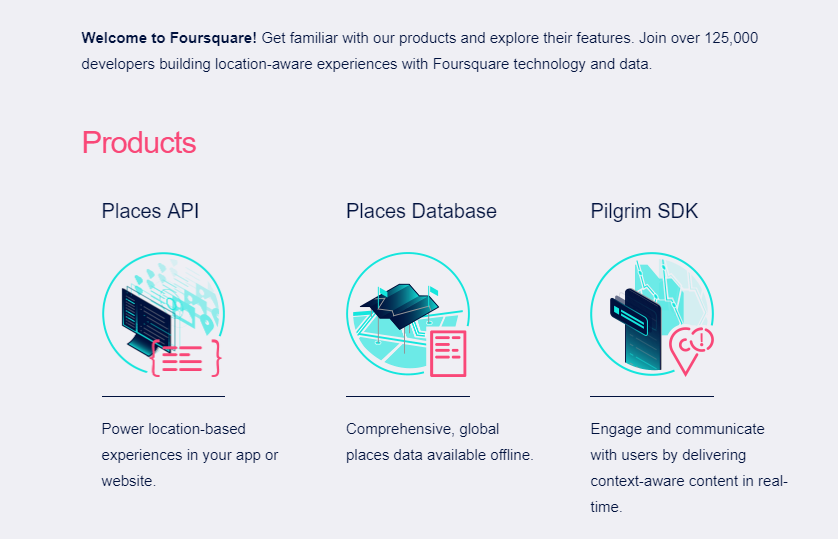 Welcome to Foursquare! Get familiar with our products and explore their features. Join over 125,000
developers building location-aware experiences with Foursquare technology and data.
Products
Places API
Places Database
Pilgrim SDK
Power location-based
experiences in your app or
website.
Comprehensive, global
places data available offline.
Engage and communicate
with users by delivering
context-aware content in real-
time.